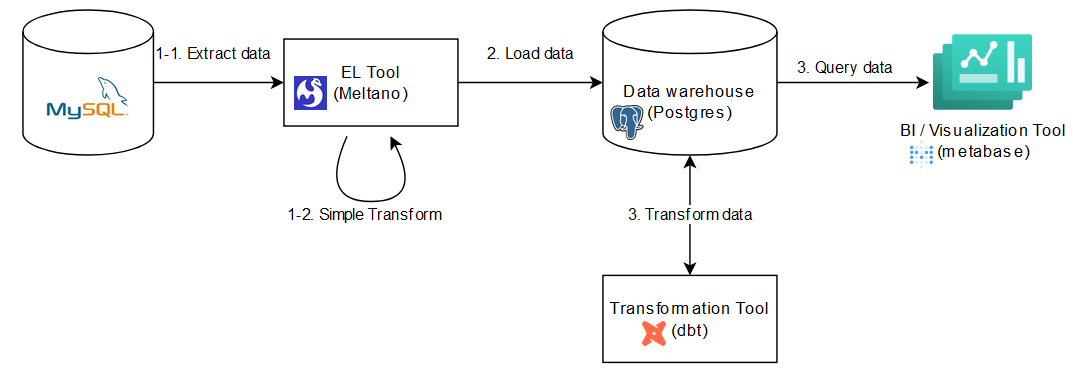 1-1. Extract data
MySQL
EL Tool
(Meltano)
1-2. Simple Transform
2. Load data
Data warehouse
(Postgres)
3. Query data
BI / Visualization Tool
(metabase)
3. Transform data
Transformation Tool
(dbt)